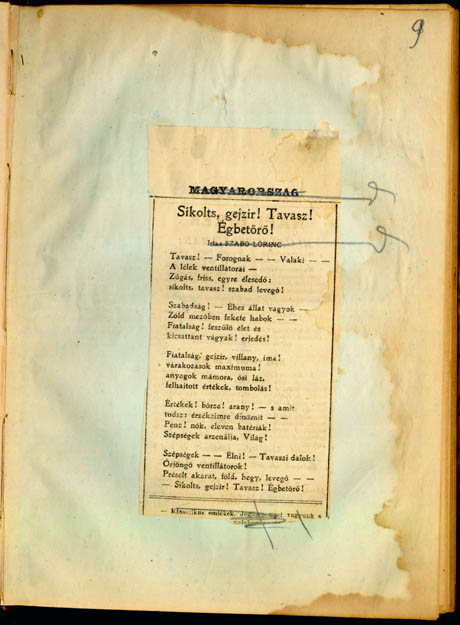 9
MAGYARORSZÁG
Sikolts, gejzir! Tavasz!
Égbetörő!
Irta: SZABÓ LŐRINC
Tavasz! — Forognak — — Valaki — —
A lélek ventillátorai —
Zúgás, friss, egyre élesedő:
sikolts, tavasz! szabad levegő!
Szabadság! — Éhes állat vagyok —
Zöld mezőben fekete habok — —
Fiatalság! feszülő élet és
kicsattant vágyak! erjedés!
Fiatalság: gejzir, villany, ima!
várakozások maximuma!
anyagok mámora, ősi láz,
felhajtott értékek, tombolás!
Értékek! börze! arany! — s amit
tudsz: érzékeimre dinamit — —
Pénz! nők, eleven batériák!
Szépségek arzenálja, Világ!
Szépségek — — Élni! — Tavaszi dalok!
Őrjöngő ventillátorok!
Préselt akarat, föld, hegy, levegő — —
— Sikolts, gejzir! Tavasz! Égbetörő!
— Klasszikus emlékek. vagyunk s